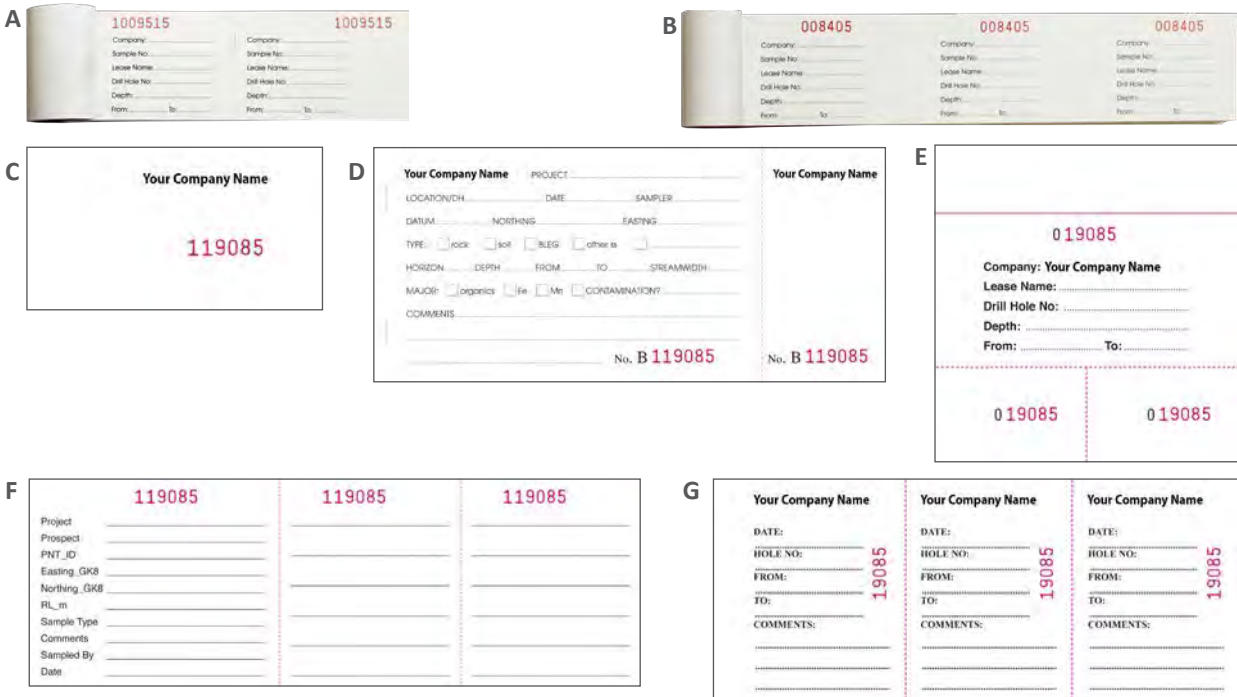 A
1009515 1009515
Company: Company:
Sample No: Sample No:
Lease Name: Lease Name:
Drill Hole No: Drill Hole No:
Depth: Depth:
From: To: From: To:
B
008405 008405 008405
Company: Company: Company:
Sample No: Sample No: Sample No:
Lease Name: Lease Name: Lease Name:
Drill Hole No: Drill Hole No: Drill Hole No:
Depth: Depth: Depth:
From: To: From: To: From: To:
C
Your Company Name
119085
D
Your Company Name PROJECT Your Company Name
LOCATION/DH DATE SAMPLER
DATUM NORTHING EASTING
TYPE: rock soil BLEG other is
HORIZON DEPTH FROM TO STREAMWIDTH
MAJOR: organics Fe Mn CONTAMINATION?
COMMENTS
No. B 119085 No. B 119085
E
019085
Company: Your Company Name
Lease Name:
Drill Hole No:
Depth:
From: To:
019085 019085
F
119085 119085 119085
Project
Prospect
PNT_ID
Easting_GK8
Northing_GK8
RL_m
Sample Type
Comments
Sampled By
Date
G
Your Company Name Your Company Name Your Company Name
DATE: DATE: DATE:
HOLE NO: HOLE NO: HOLE NO:
FROM: FROM: FROM:
TO: TO: TO:
COMMENTS: COMMENTS: COMMENTS:
19085 19085 19085